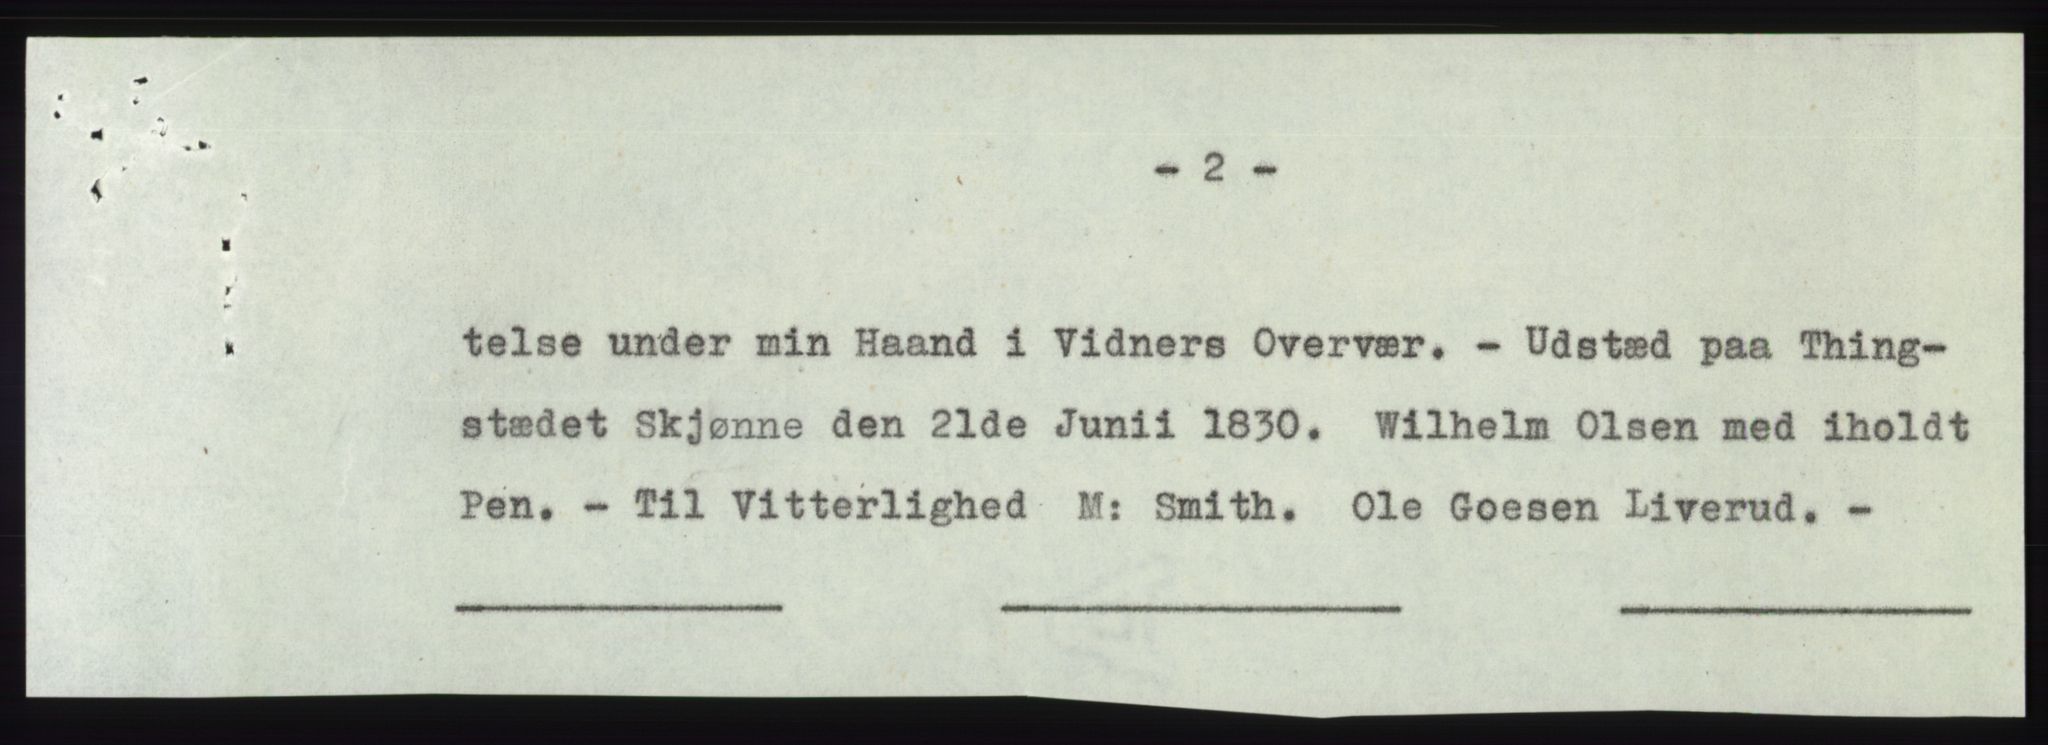 - 2 -
telse under min Haand i Vidners Overvær. - Udstæd paa Thing-
stædet Skjønne den 21de Junii 1830. Wilhelm Olsen med iholdt
Pen. - Til Vitterlighed M: Smith. Ole Goesen Liverud. -